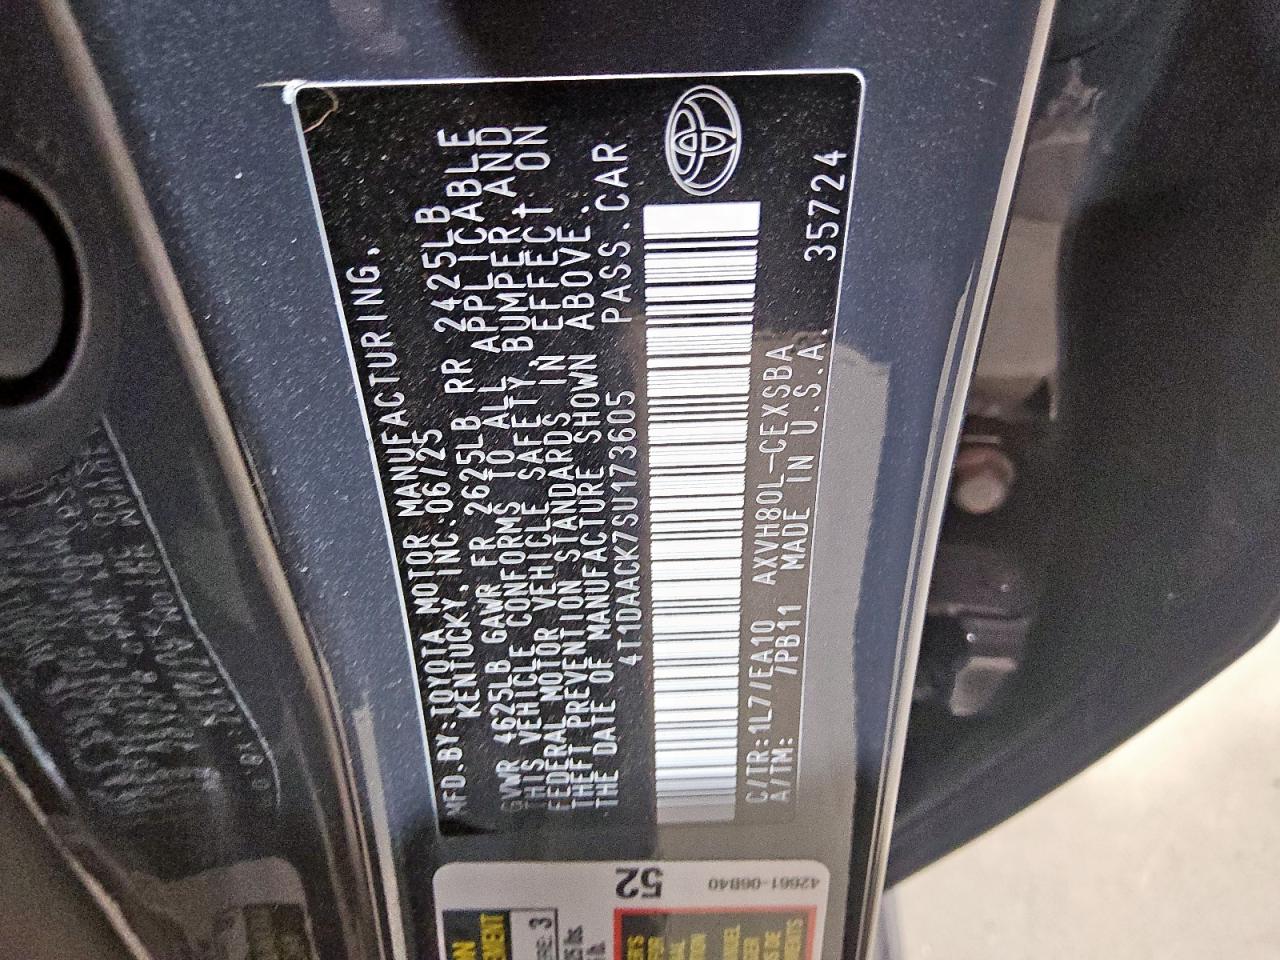 MFD.BY:TOYOTA MOTOR MANUFACTURING,
KENTUCKY,INC.06/25
GVWR 4625LB GAWR FR 2625LB RR 2425LB
THIS VEHICLE CONFORMS TO ALL APPLICABLE
FEDERAL MOTOR VEHICLE SAFETY, BUMPER, AND
THEFT PREVENTION STANDARDS IN EFFECT ON
THE DATE OF MANUFACTURE SHOWN ABOVE.
4T1DAACK7SU173605 PASS.CAR
C/TR:1L7//EA10 AXVH80L-CEXSBA
A/TM: /PB11 MADE IN U.S.A. 35724
52
42661-06B40
3